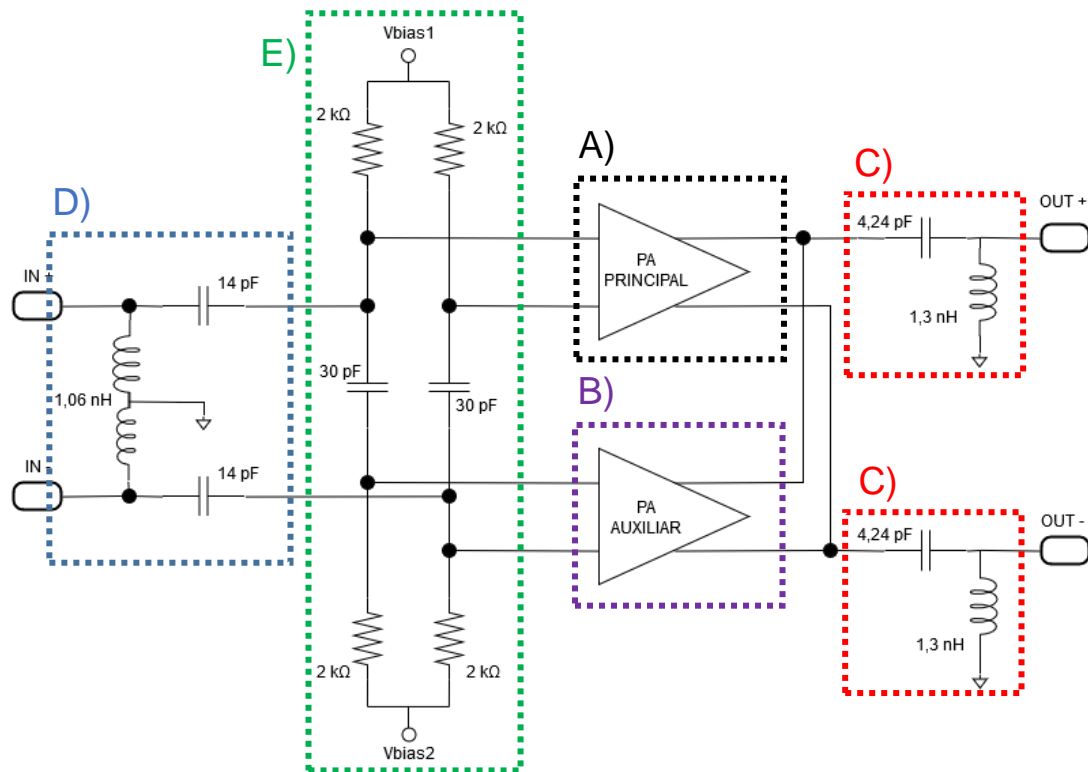 Vbias1
E)
2 kΩ
2 kΩ
A)
C)
OUT +
4,24 pF
D)
PA
PRINCIPAL
IN +
14 pF
1,3 nH
30 pF
30 pF
1,06 nH
B)
IN -
14 pF
PA
AUXILIAR
C)
OUT -
4,24 pF
2 kΩ
2 kΩ
1,3 nH
Vbias2